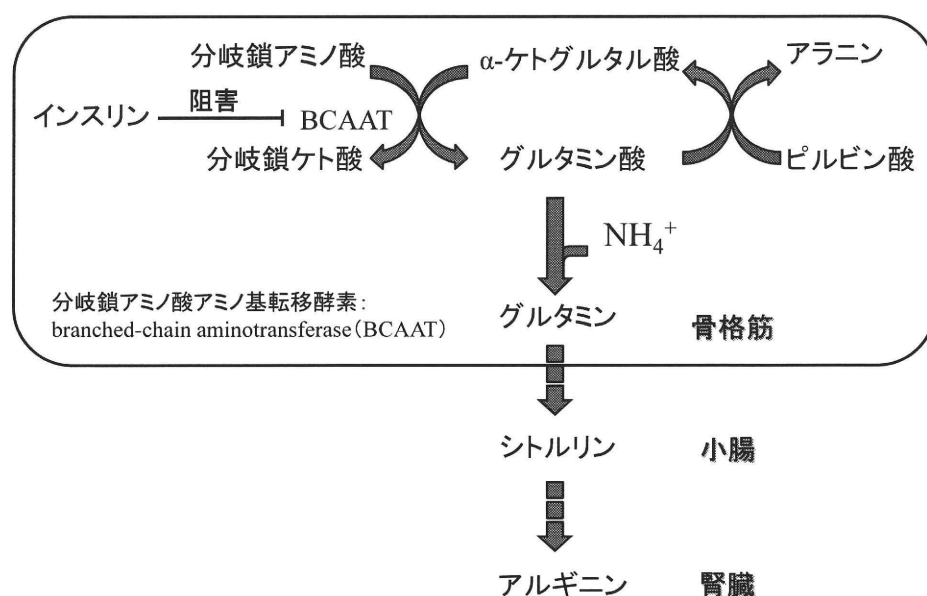 分岐鎖アミノ酸 α-ケトグルタル酸 アラニン
阻害
インスリン BCAAT
分岐鎖ケト酸 グルタミン酸 ピルビン酸
NH₄⁺
分岐鎖アミノ酸アミノ基転移酵素：
branched-chain aminotransferase（BCAAT）
グルタミン 骨格筋
シトルリン 小腸
アルギニン 腎臓